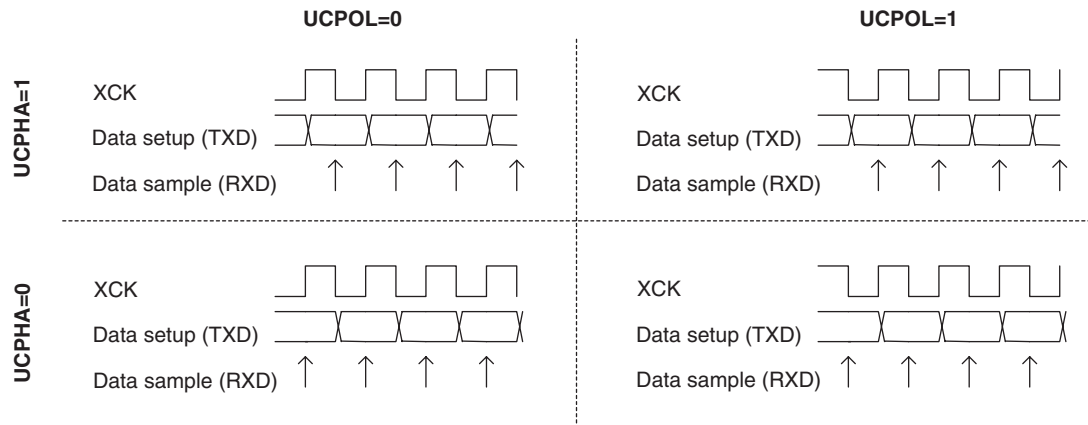 UCPOL=0
UCPOL=1
UCPHA=1
XCK
Data setup (TXD)
Data sample (RXD)
XCK
Data setup (TXD)
Data sample (RXD)
UCPHA=0
XCK
Data setup (TXD)
Data sample (RXD)
XCK
Data setup (TXD)
Data sample (RXD)